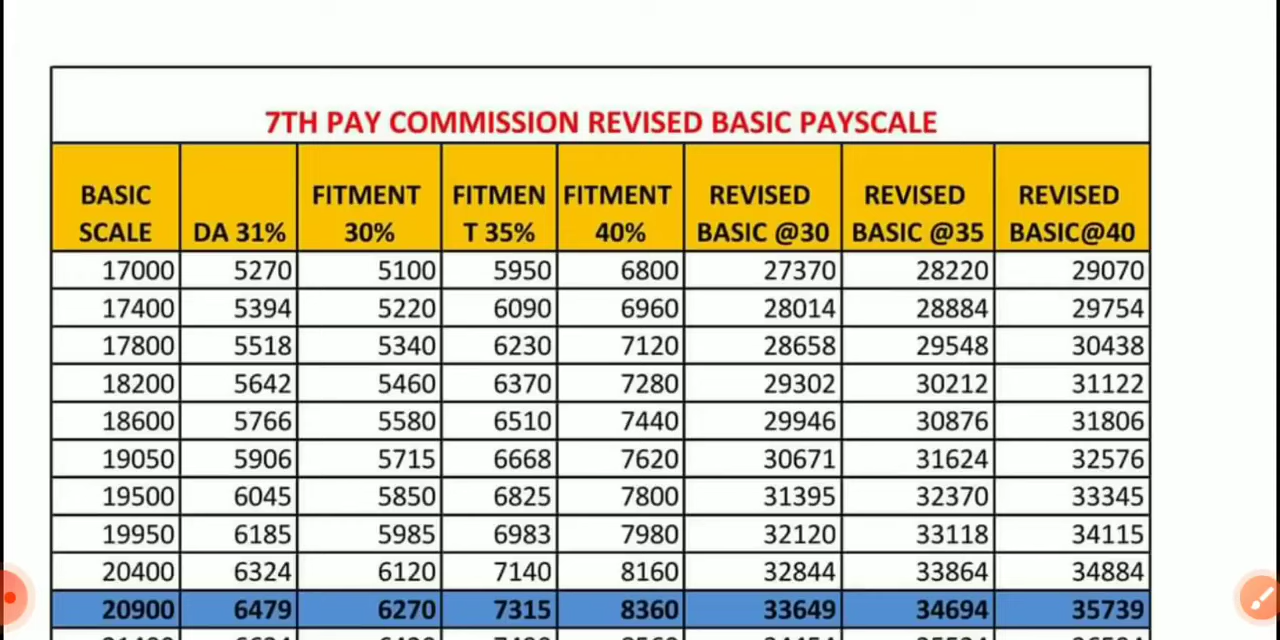 7TH PAY COMMISSION REVISED BASIC PAYSCALE
BASIC SCALE DA 31% FITMENT 30% FITMEN T 35% FITMENT 40% REVISED BASIC @30 REVISED BASIC @35 REVISED BASIC@40
17000 5270 5100 5950 6800 27370 28220 29070
17400 5394 5220 6090 6960 28014 28884 29754
17800 5518 5340 6230 7120 28658 29548 30438
18200 5642 5460 6370 7280 29302 30212 31122
18600 5766 5580 6510 7440 29946 30876 31806
19050 5906 5715 6668 7620 30671 31624 32576
19500 6045 5850 6825 7800 31395 32370 33345
19950 6185 5985 6983 7980 32120 33118 34115
20400 6324 6120 7140 8160 32844 33864 34884
20900 6479 6270 7315 8360 33649 34694 35739